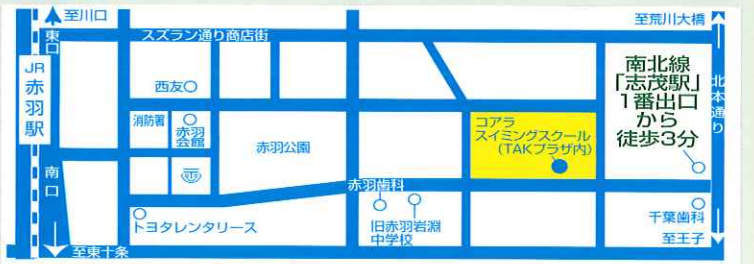 至川口
至荒川大橋
東口
スズラン通り商店街
JR
赤羽駅
西友
南北線
「志茂駅」
1番出口
から
徒歩3分
北本通り
消防署
赤羽
会館
赤羽公園
コアラ
スイミングスクール
(TAKプラザ内)
南口
赤羽歯科
トヨタレンタリース
旧赤羽岩淵
中学校
千葉歯科
至王子
至東十条